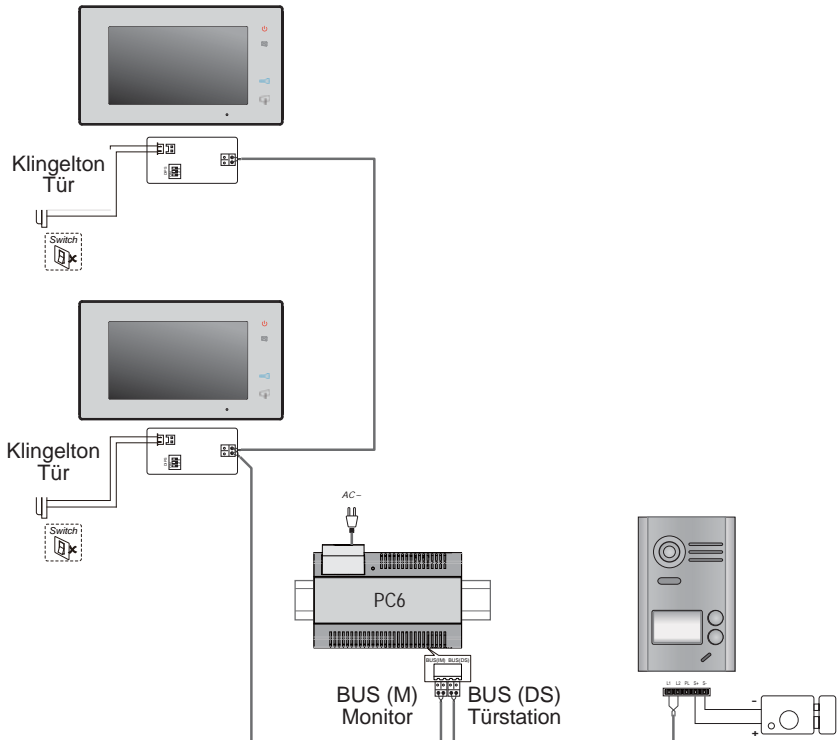 Klingelton
Tür
Switch
Klingelton
Tür
Switch
AC~
PC6
BUS(M) BUS(DS)
BUS (M)
Monitor
BUS (DS)
Türstation
L1 L2 PL S+ S-
-
+